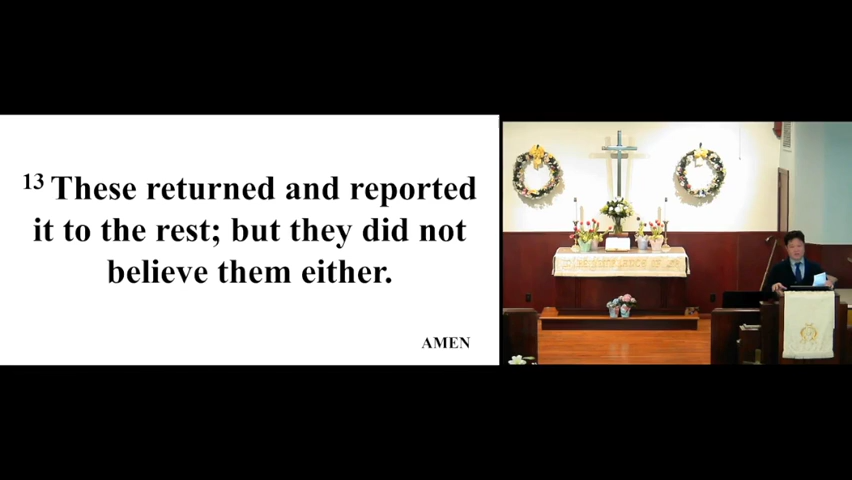 13 These returned and reported
it to the rest; but they did not
believe them either.
AMEN